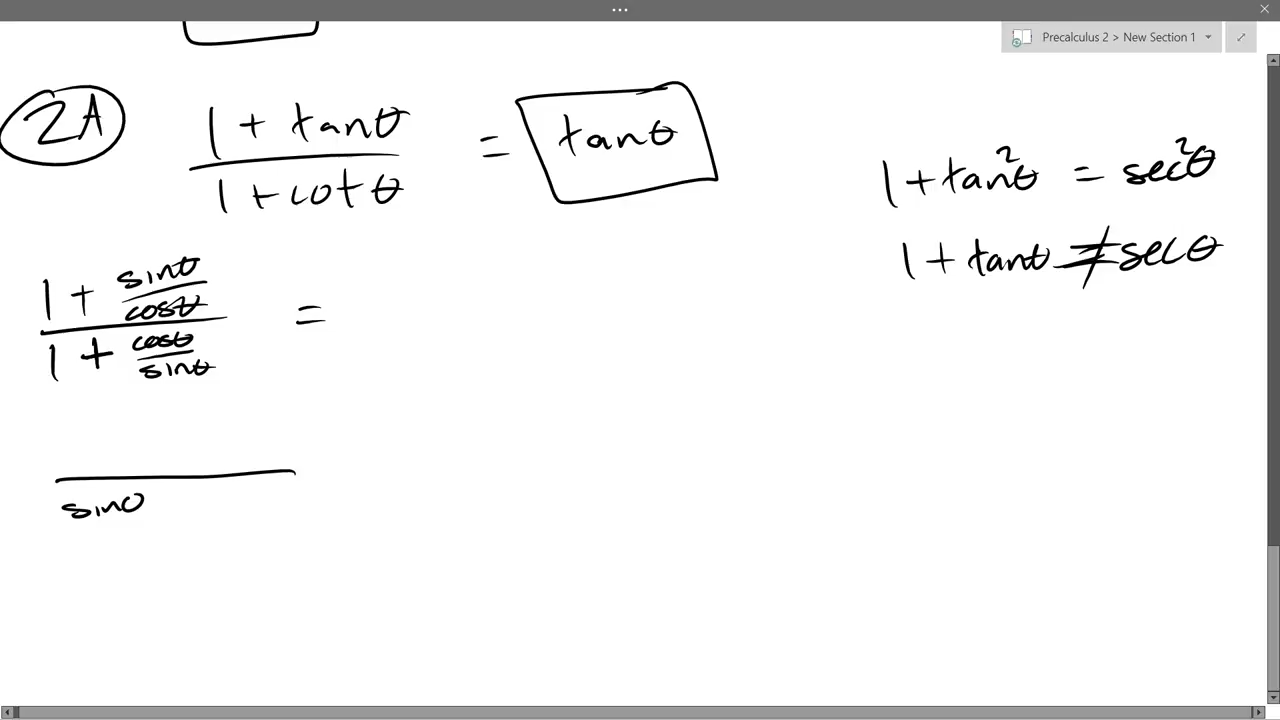 Precalculus 2 > New Section 1
2A
1 + tanθ
1 + cot θ
= tanθ
1 + tan²θ = sec²θ
1 + tanθ ≠ secθ
1 + sinθ/cosθ
1 + cosθ/sinθ
=
sinθ